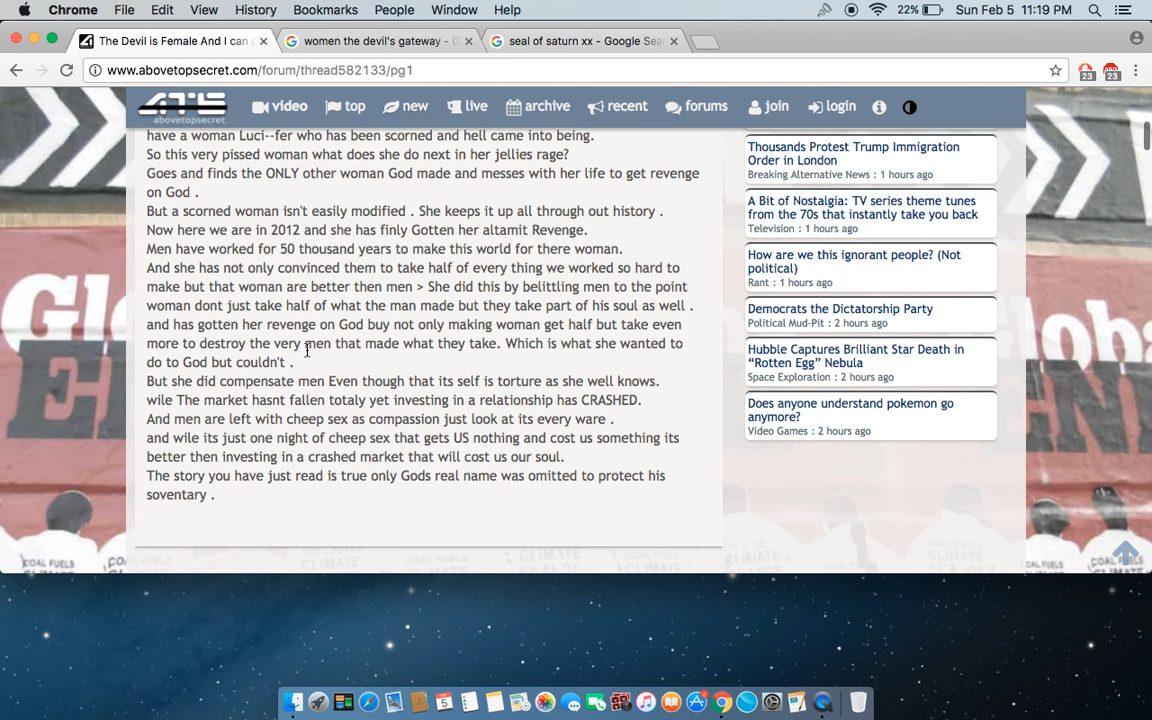 Chrome File Edit View History Bookmarks People Window Help 22% Sun Feb 5 11:19 PM
The Devil is Female And I can
women the devil's gateway - G
seal of saturn xx - Google Sea
www.abovetopsecret.com/forum/thread582133/pg1
23 23
ATS abovetopsecret
video top new live archive recent forums join login
have a woman Luci--fer who has been scorned and hell came into being.
So this very pissed woman what does she do next in her jellies rage?
Goes and finds the ONLY other woman God made and messes with her life to get revenge
on God .
But a scorned woman isn't easily modified . She keeps it up all through out history .
Now here we are in 2012 and she has finly Gotten her altamit Revenge.
Men have worked for 50 thousand years to make this world for there woman.
And she has not only convinced them to take half of every thing we worked so hard to
make but that woman are better then men > She did this by belittling men to the point
woman dont just take half of what the man made but they take part of his soul as well .
and has gotten her revenge on God buy not only making woman get half but take even
more to destroy the very men that made what they take. Which is what she wanted to
do to God but couldn't .
But she did compensate men Even though that its self is torture as she well knows.
wile The market hasnt fallen totaly yet investing in a relationship has CRASHED.
And men are left with cheep sex as compassion just look at its every ware .
and wile its just one night of cheep sex that gets US nothing and cost us something its
better then investing in a crashed market that will cost us our soul.
The story you have just read is true only Gods real name was omitted to protect his
soventary .
Thousands Protest Trump Immigration
Order in London
Breaking Alternative News : 1 hours ago
A Bit of Nostalgia: TV series theme tunes
from the 70s that instantly take you back
Television : 1 hours ago
How are we this ignorant people? (Not
political)
Rant : 1 hours ago
Democrats the Dictatorship Party
Political Mud-Pit : 2 hours ago
Hubble Captures Brilliant Star Death in
“Rotten Egg” Nebula
Space Exploration : 2 hours ago
Does anyone understand pokemon go
anymore?
Video Games : 2 hours ago